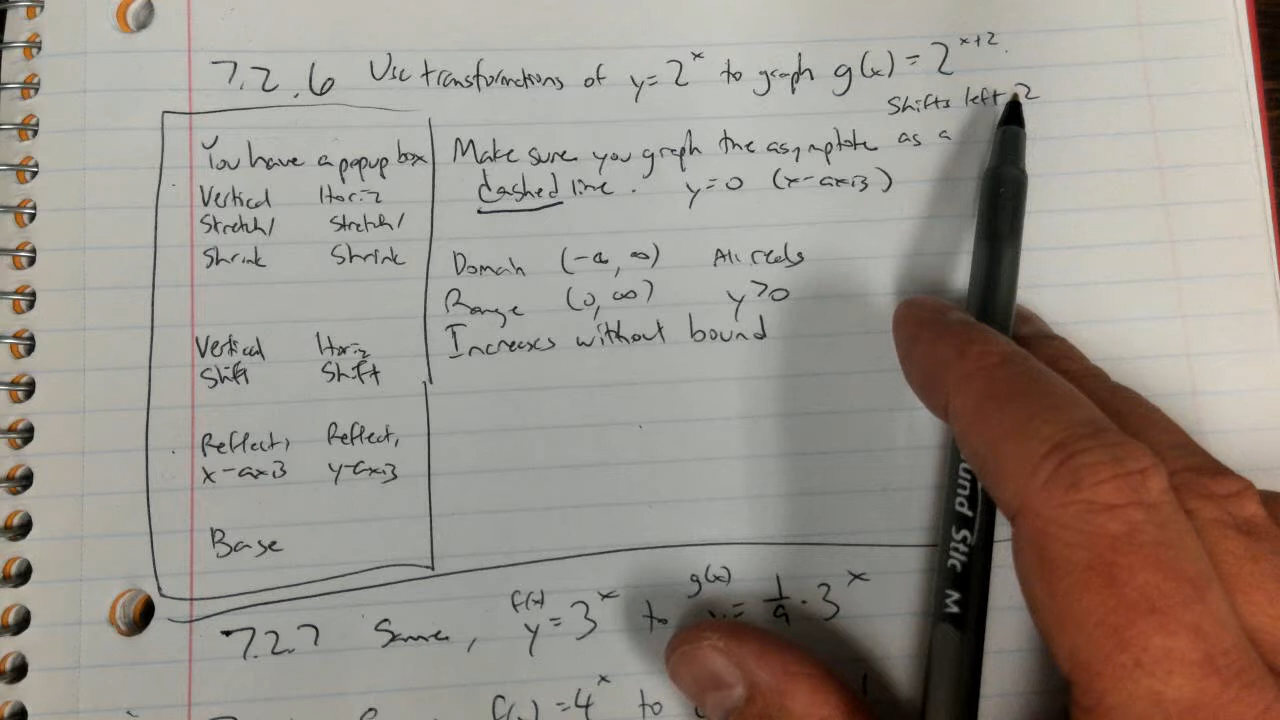 7.2.6 Use transformations of y=2^x to graph g(x)=2^x+2.
Shifts left 2
You have a popup box
Vertical Horiz
Stretch/ Stretch/
Shrink Shrink
Vertical Horiz
Shift Shift
Reflect, Reflect,
x-axis y-axis
Base
Make sure you graph the asymptote as a
dashed line. y=0 (x-axis)
Domain (-∞,∞) All reals
Range (0,∞) y>0
Increases without bound
7.2.7 Same, f(x) y=3^x to g(x) = 1/9 · 3^x
f(x)=4^x to
ound Stic M